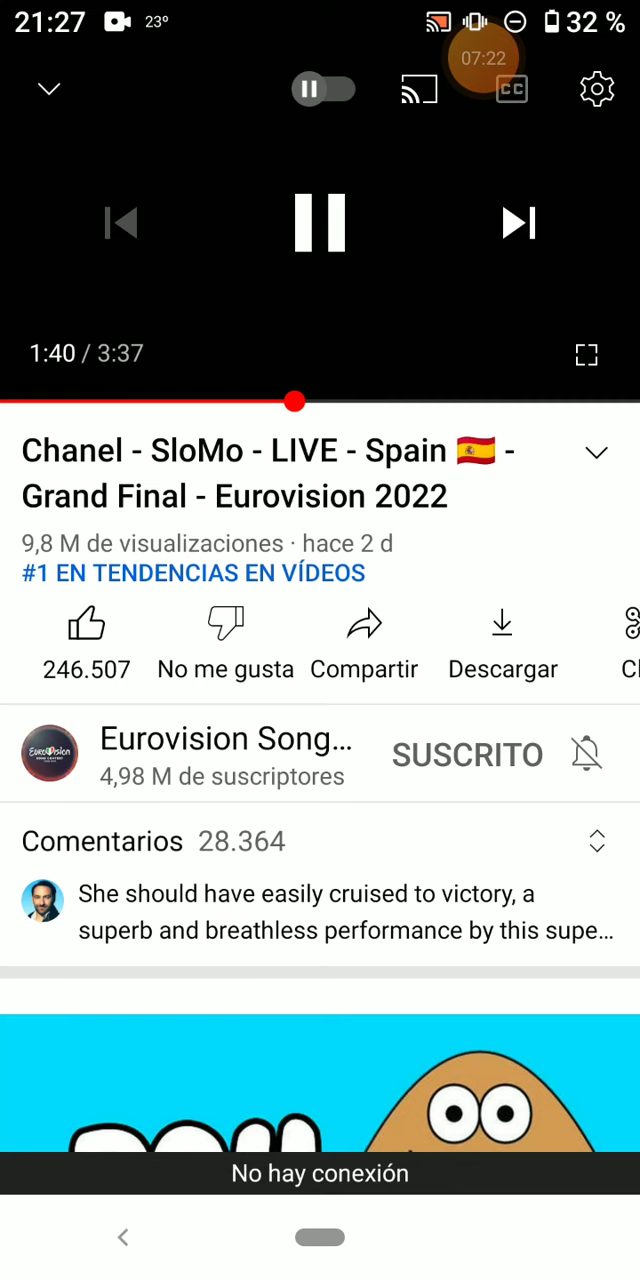 21:27 23° 32 %
07:22
CC
1:40 / 3:37
Chanel - SloMo - LIVE - Spain 🇪🇸 -
Grand Final - Eurovision 2022
9,8 M de visualizaciones · hace 2 d
#1 EN TENDENCIAS EN VÍDEOS
246.507 No me gusta Compartir Descargar
Eurovision Song...
4,98 M de suscriptores
SUSCRITO
Comentarios 28.364
She should have easily cruised to victory, a
superb and breathless performance by this supe...
No hay conexión